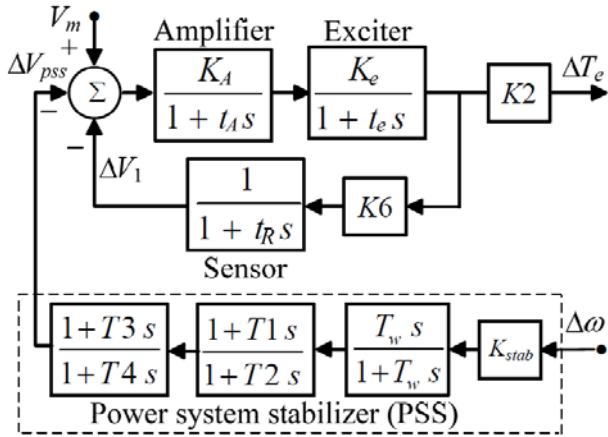 V_m
Amplifier
Exciter
ΔV_pss
+
−
−
Σ
K_A
1 + t_A s
K_e
1 + t_e s
K2
ΔT_e
ΔV_1
1
1 + t_R s
K6
Sensor
1+T3 s
1+T4 s
1+T1 s
1+T2 s
T_w s
1+T_w s
K_stab
Δω
Power system stabilizer (PSS)